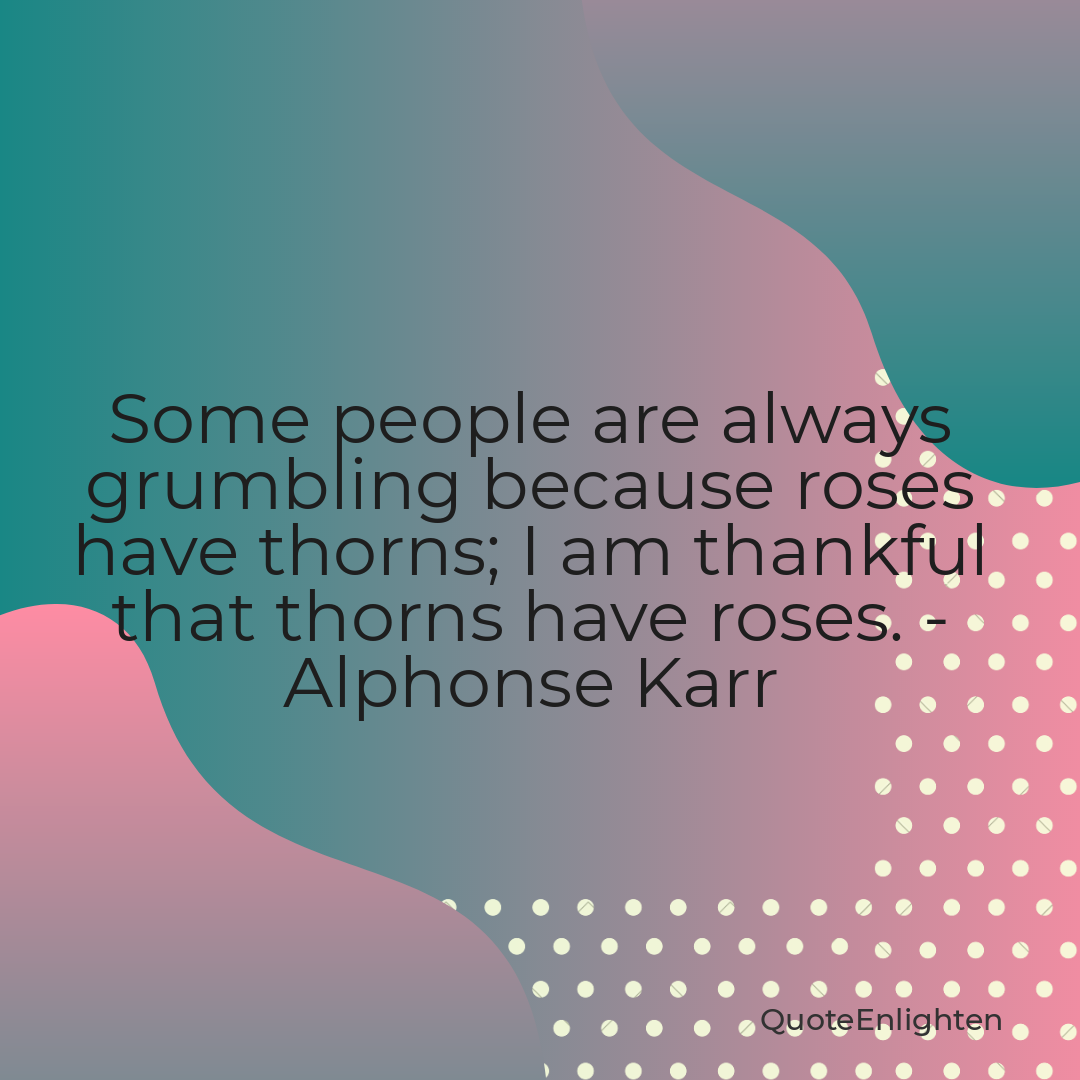 Some people are always
grumbling because roses
have thorns; I am thankful
that thorns have roses. -
Alphonse Karr
QuoteEnlighten